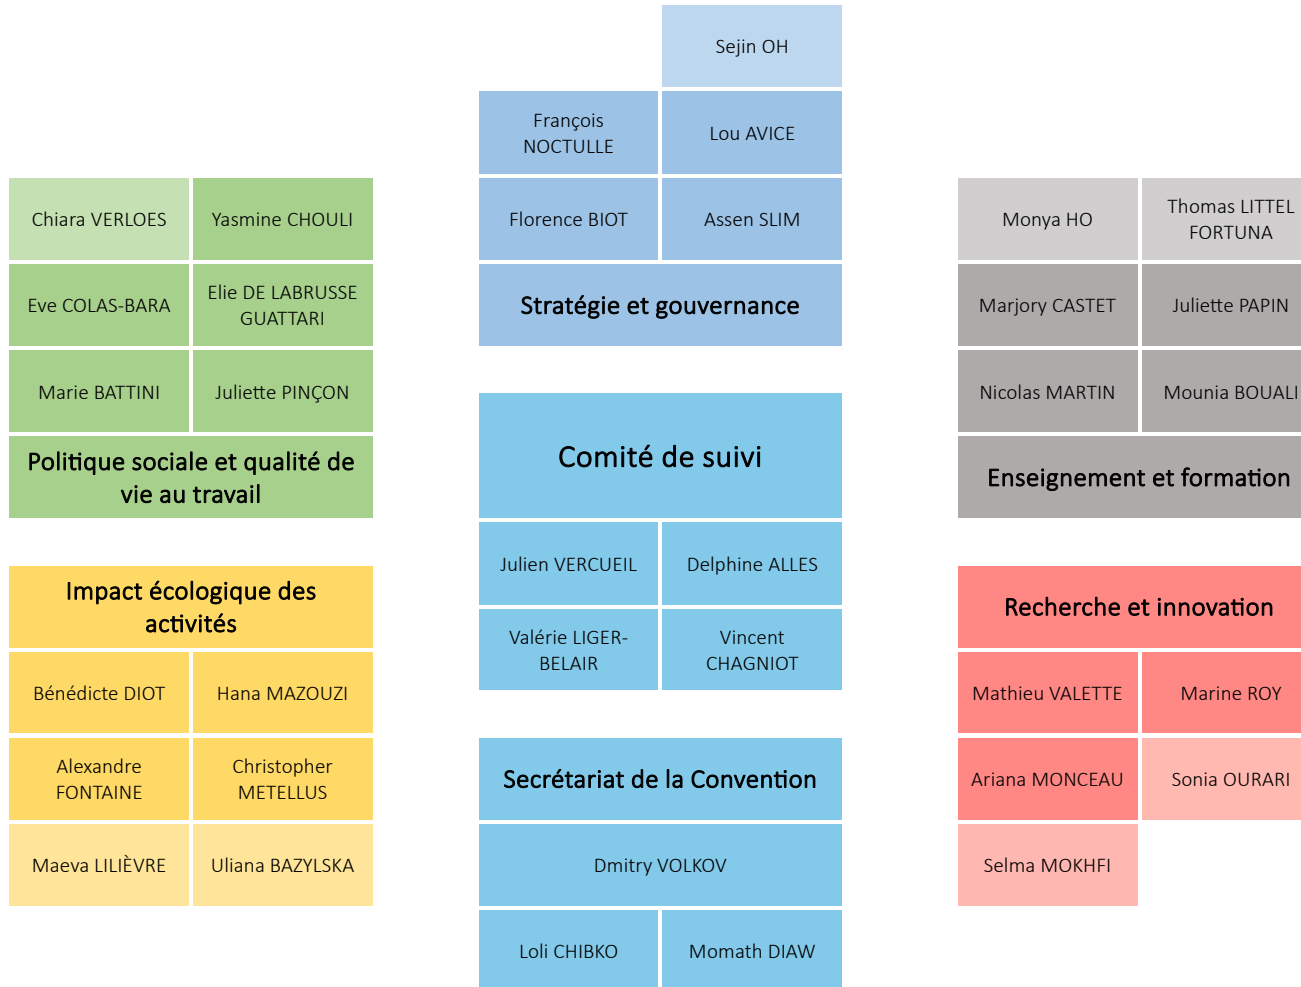 Sejin OH
François
NOCTULLE
Lou AVICE
Florence BIOT
Assen SLIM
Stratégie et gouvernance
Chiara VERLOES
Yasmine CHOULI
Eve COLAS-BARA
Elie DE LABRUSSE
GUATTARI
Marie BATTINI
Juliette PINÇON
Politique sociale et qualité de
vie au travail
Monya HO
Thomas LITTEL
FORTUNA
Marjory CASTET
Juliette PAPIN
Nicolas MARTIN
Mounia BOUALI
Enseignement et formation
Comité de suivi
Julien VERCUEIL
Delphine ALLES
Valérie LIGER-
BELAIR
Vincent
CHAGNIOT
Impact écologique des
activités
Bénédicte DIOT
Hana MAZOUZI
Alexandre
FONTAINE
Christopher
METELLUS
Maeva LILIÈVRE
Uliana BAZYLSKA
Secrétariat de la Convention
Dmitry VOLKOV
Loli CHIBKO
Momath DIAW
Recherche et innovation
Mathieu VALETTE
Marine ROY
Ariana MONCEAU
Sonia OURARI
Selma MOKHFI